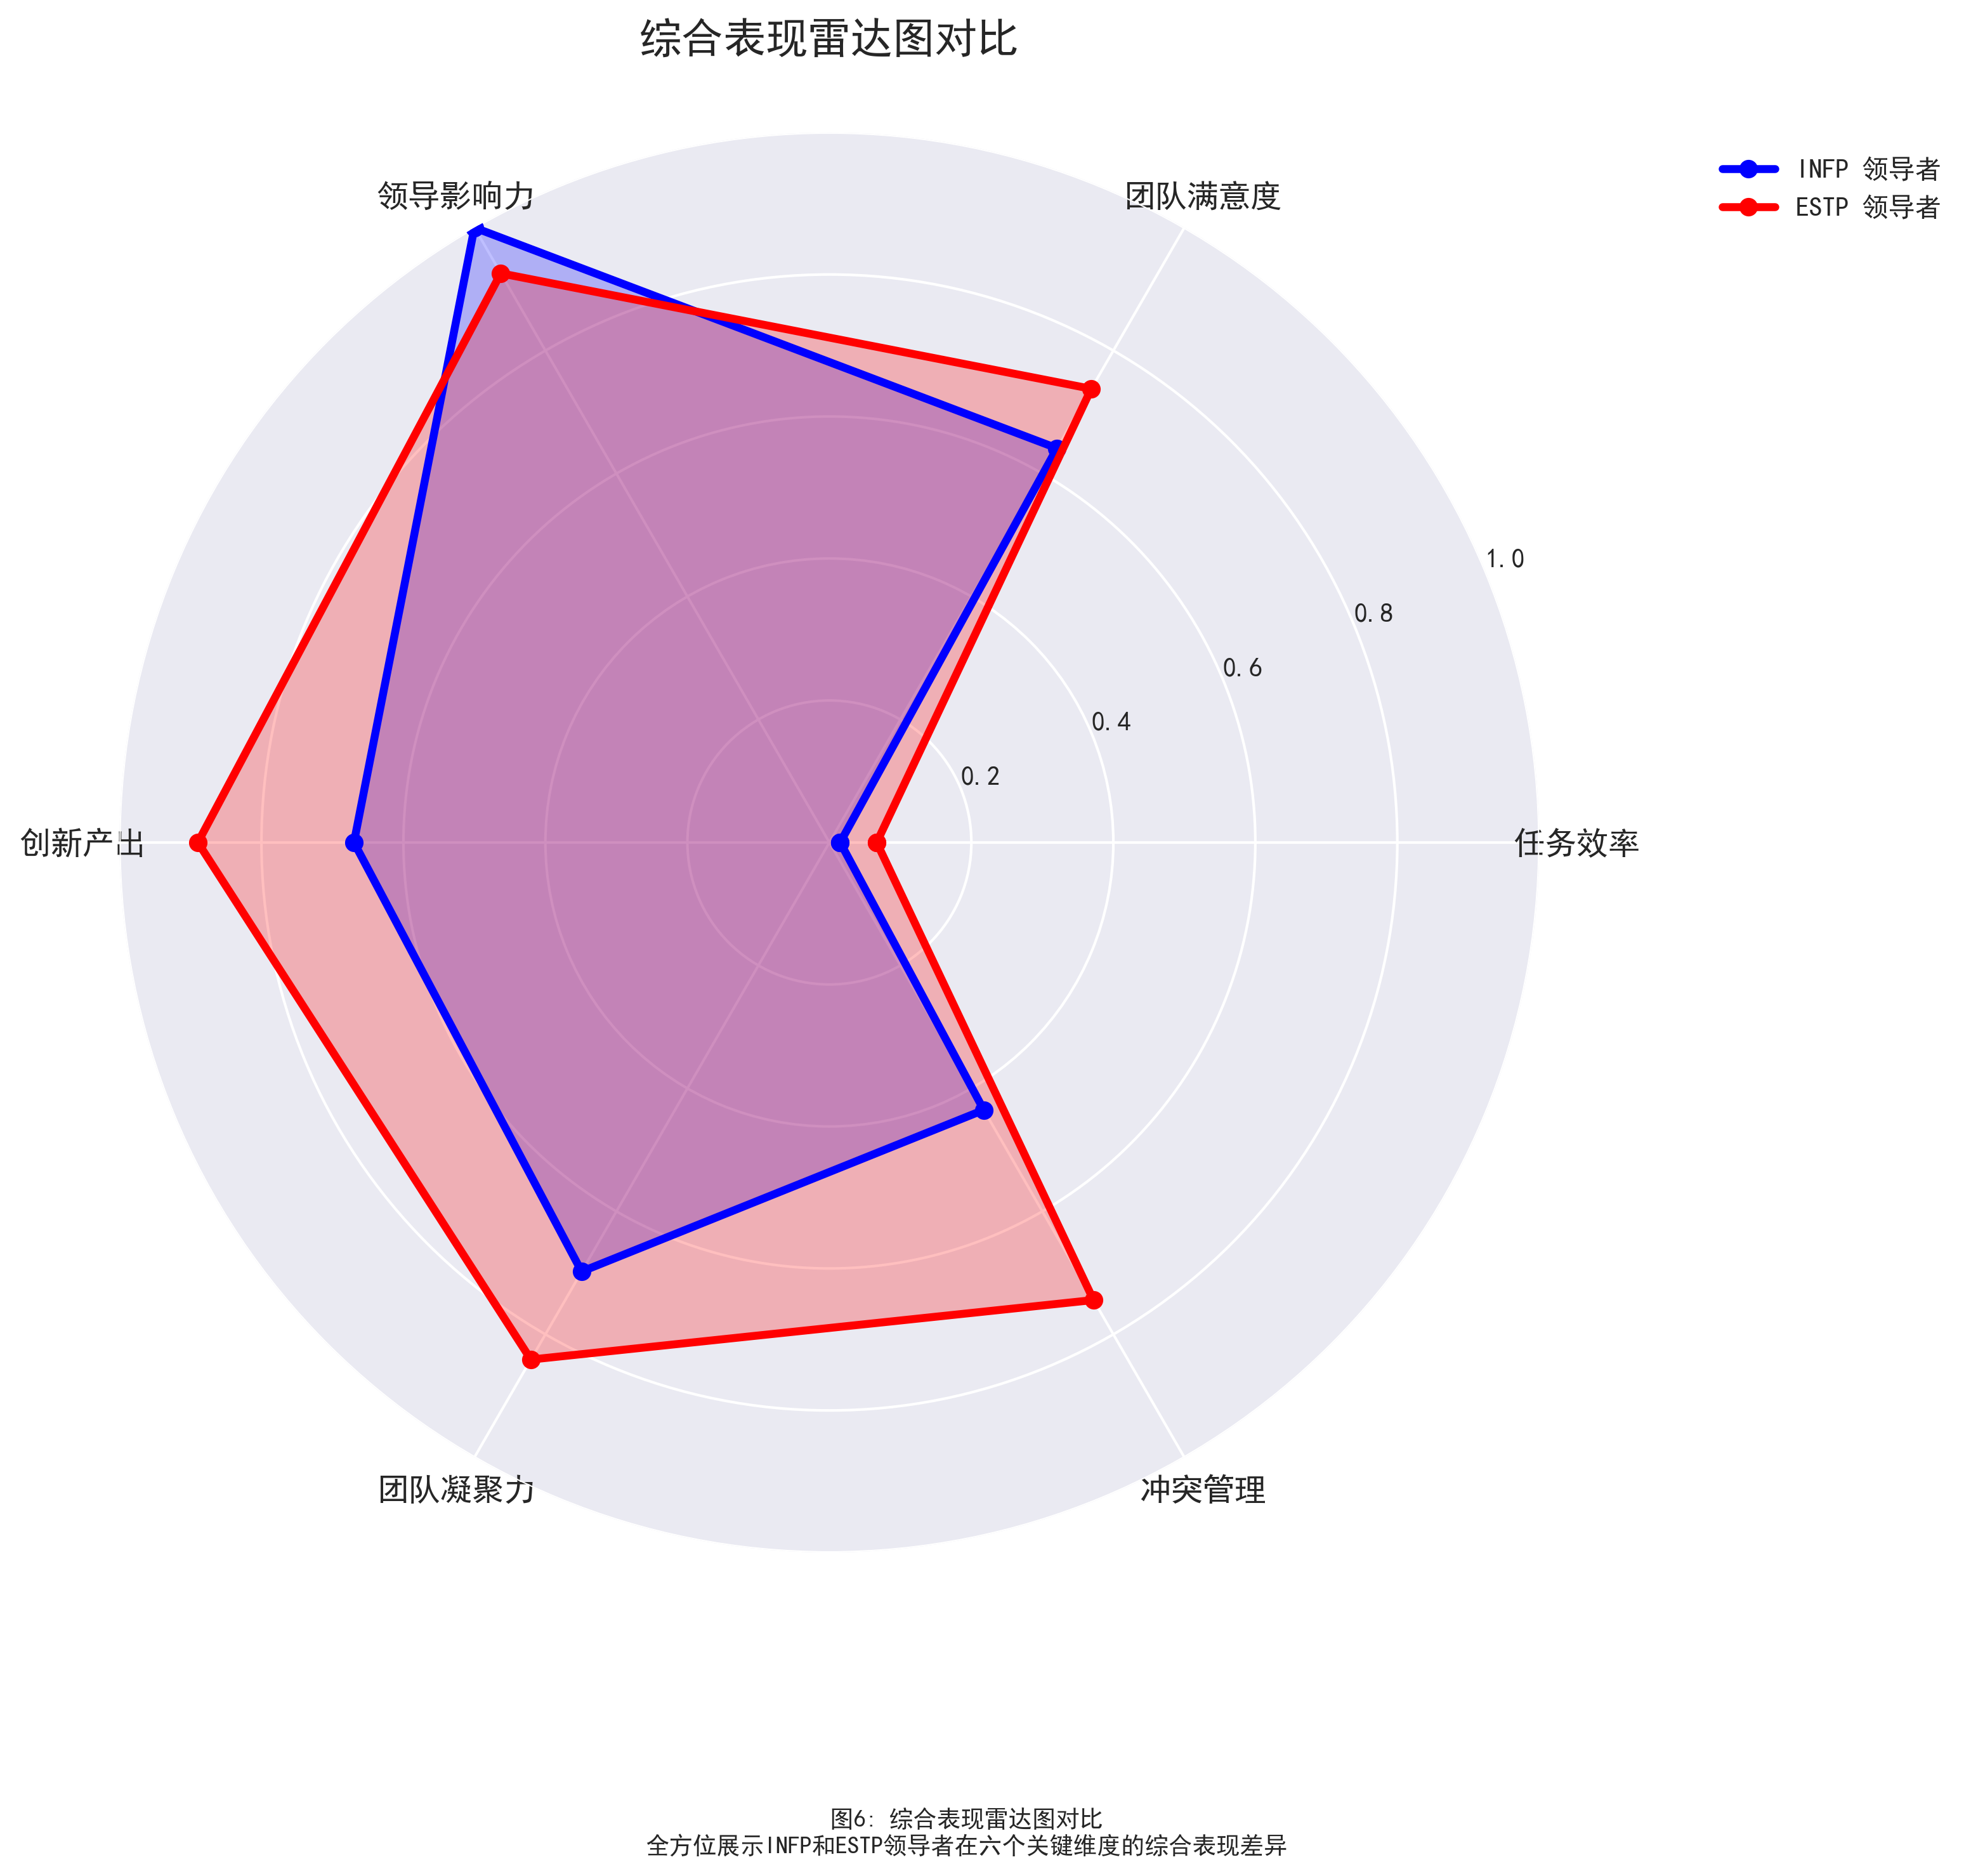 综合表现雷达图对比
INFP 领导者
ESTP 领导者
领导影响力
团队满意度
1.0
0.8
0.6
0.4
0.2
创新产出
任务效率
团队凝聚力
冲突管理
图6: 综合表现雷达图对比
全方位展示INFP和ESTP领导者在六个关键维度的综合表现差异